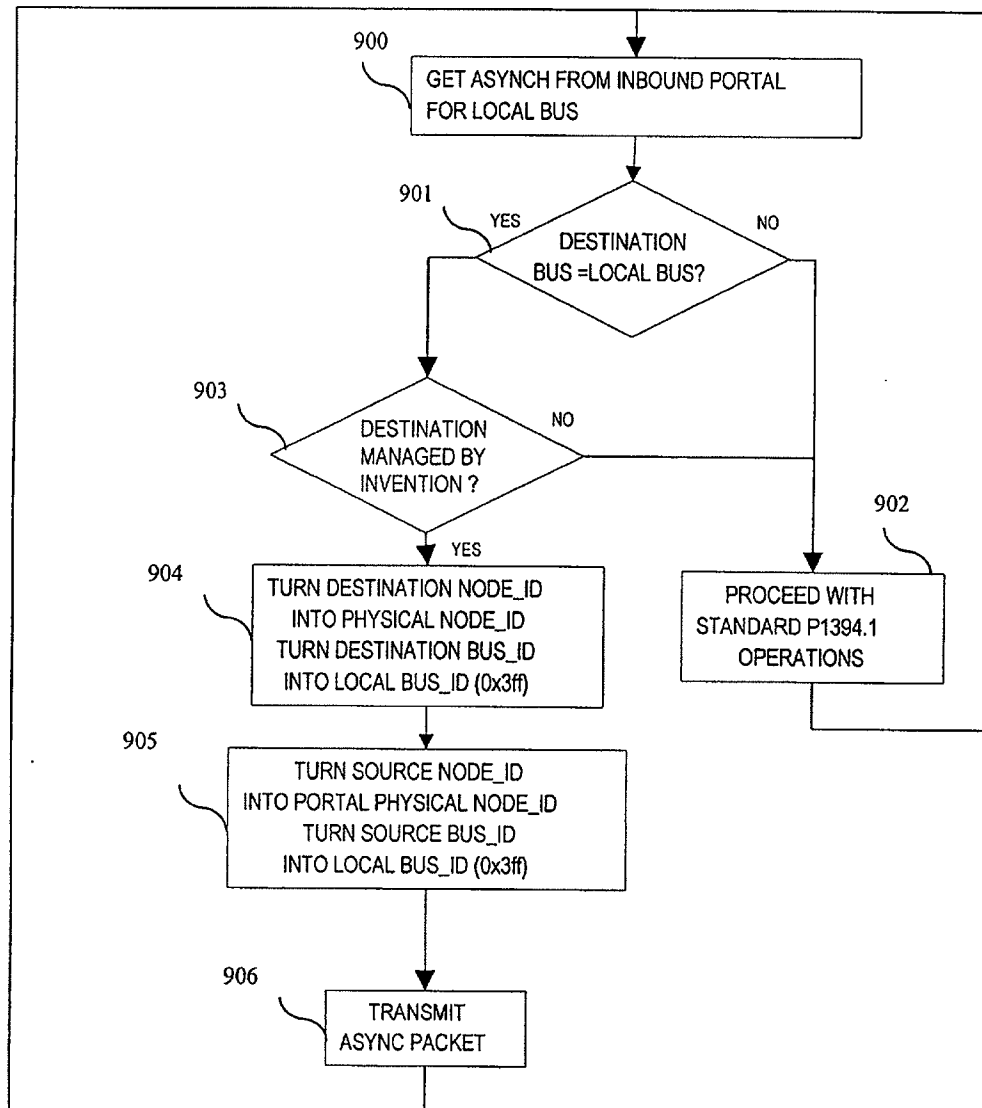 900
GET ASYNCH FROM INBOUND PORTAL
FOR LOCAL BUS
901
YES
NO
DESTINATION
BUS =LOCAL BUS?
903
NO
DESTINATION
MANAGED BY
INVENTION ?
YES
902
904
TURN DESTINATION NODE_ID
INTO PHYSICAL NODE_ID
TURN DESTINATION BUS_ID
INTO LOCAL BUS_ID (0x3ff)
PROCEED WITH
STANDARD P1394.1
OPERATIONS
905
TURN SOURCE NODE_ID
INTO PORTAL PHYSICAL NODE_ID
TURN SOURCE BUS_ID
INTO LOCAL BUS_ID (0x3ff)
906
TRANSMIT
ASYNC PACKET